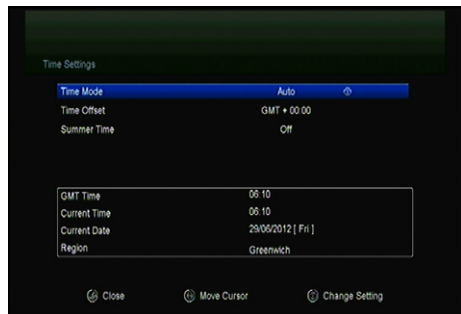 Time Settings
Time Mode Auto
Time Offset GMT + 00:00
Summer Time Off
GMT Time 06:10
Current Time 06:10
Current Date 29/06/2012 [ Fri ]
Region Greenwich
Close Move Cursor Change Setting